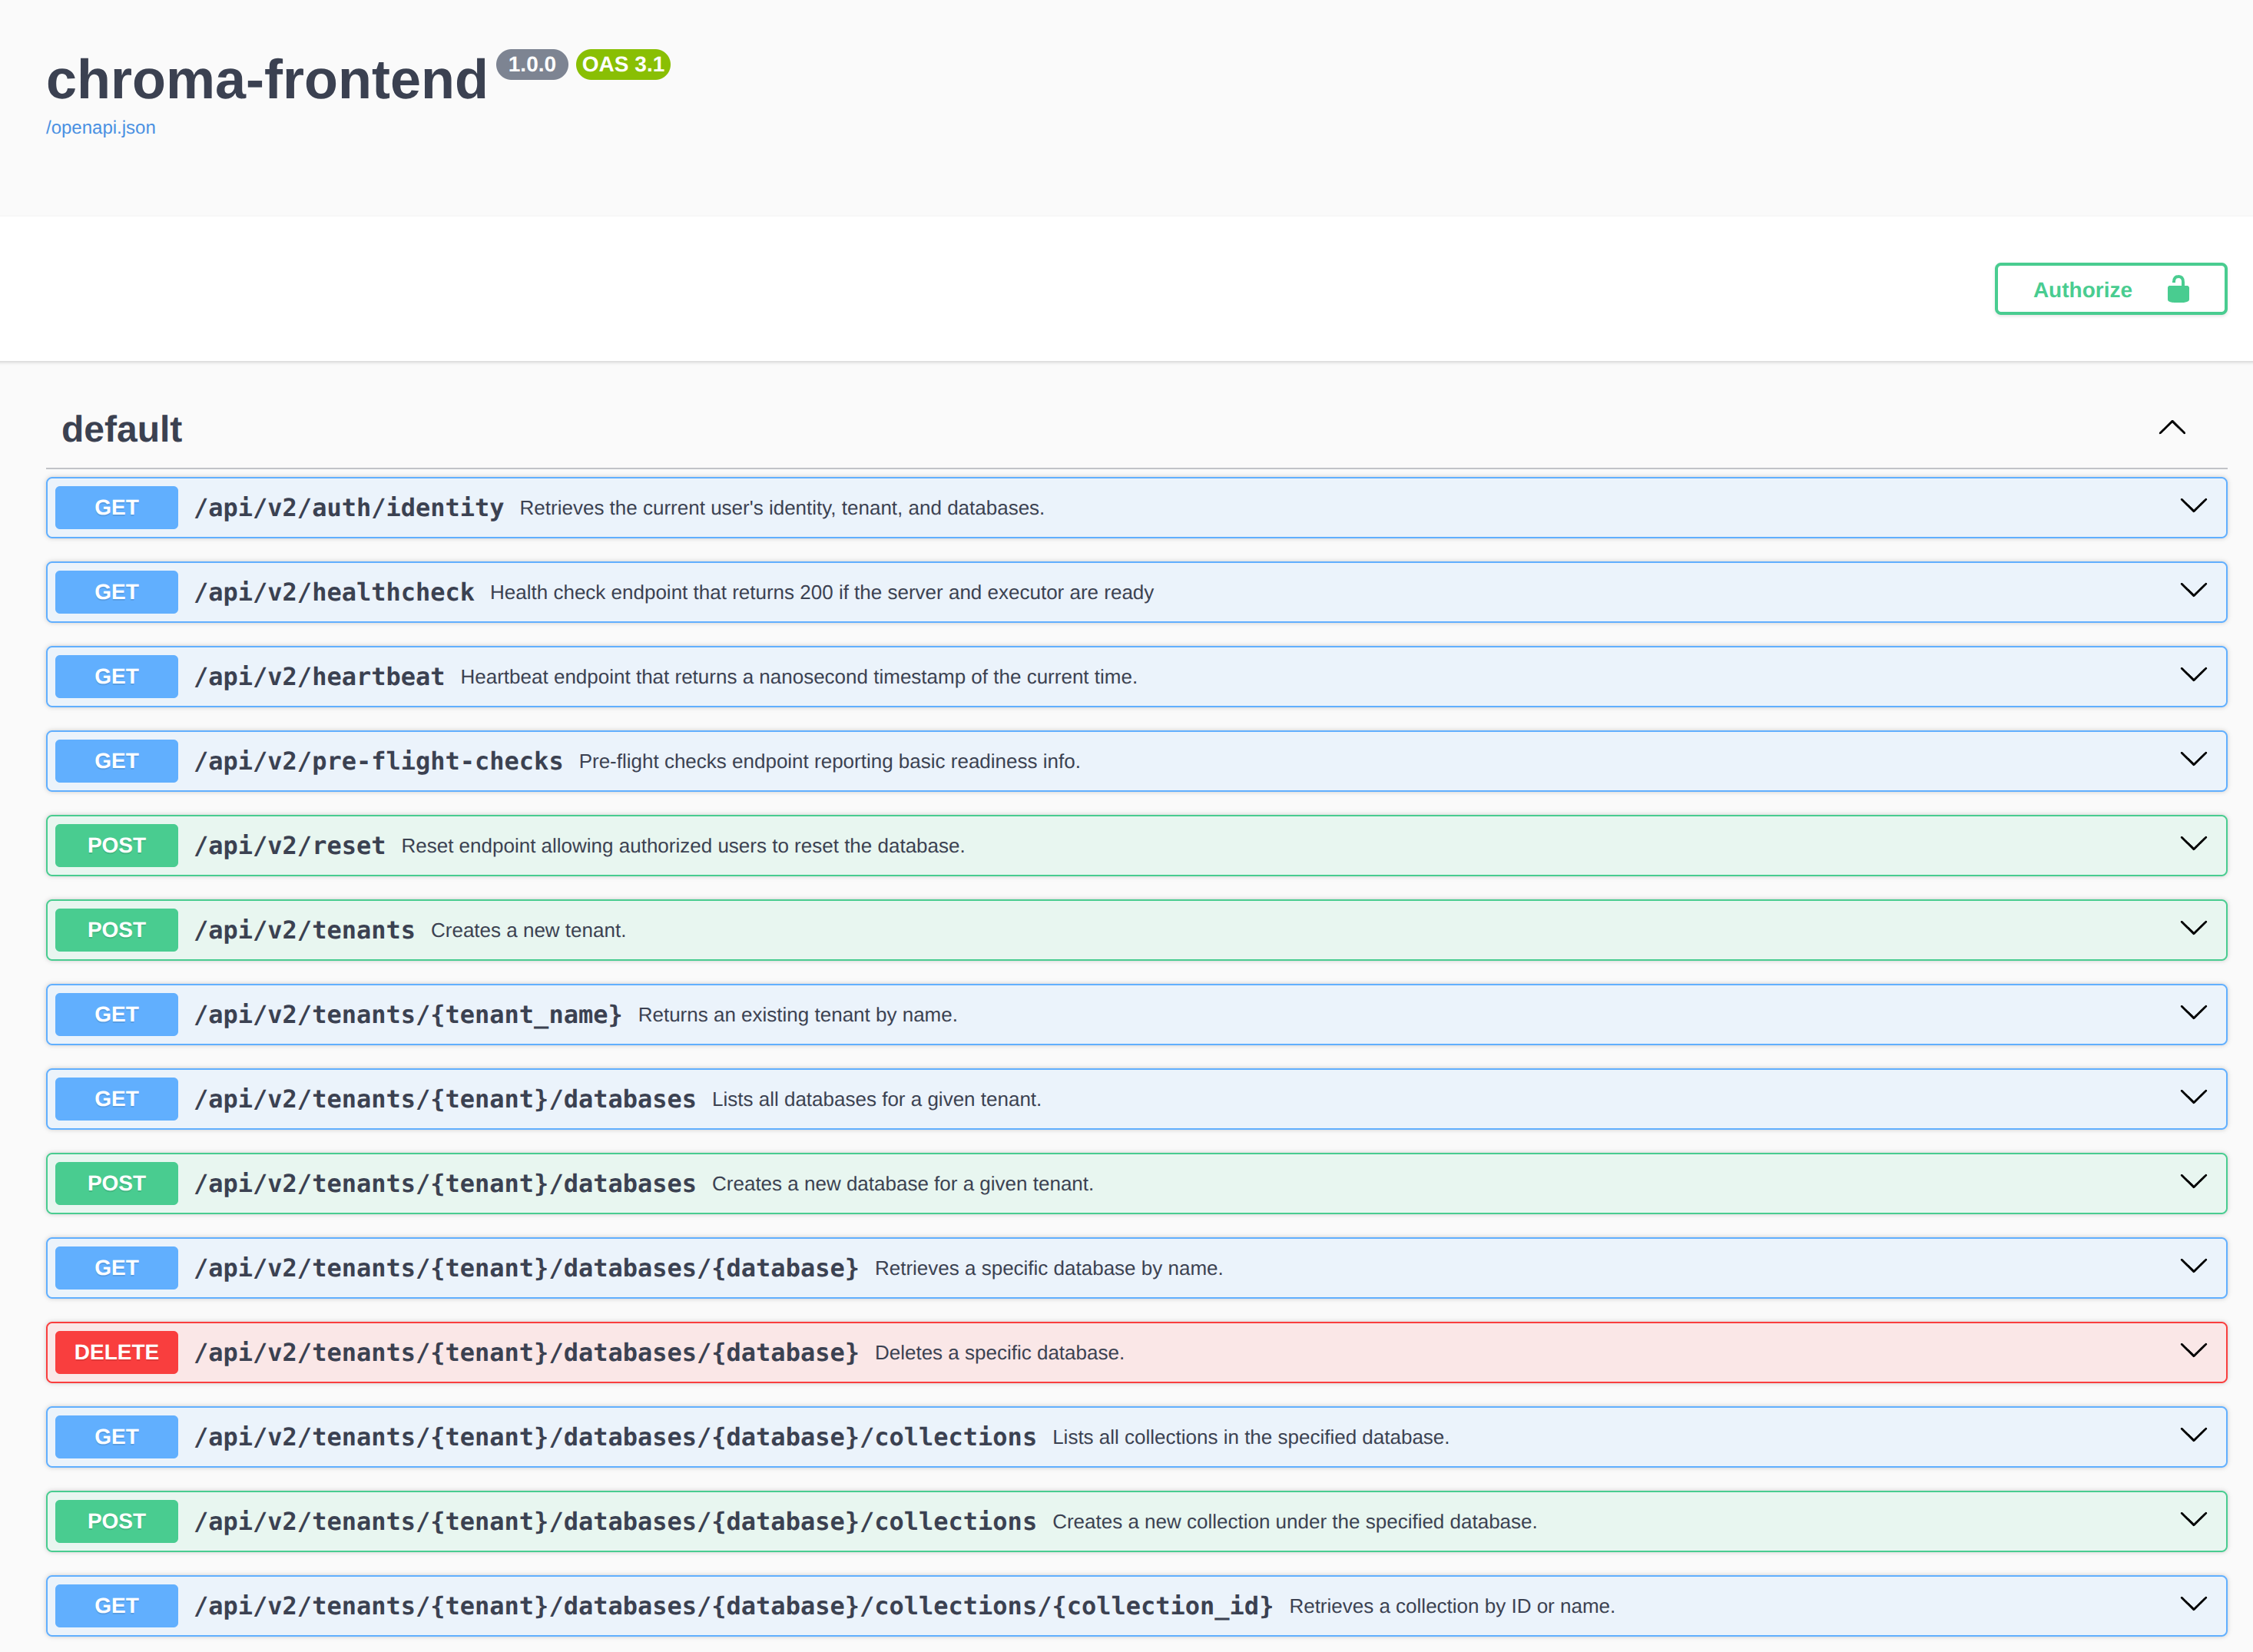 chroma-frontend 1.0.0 OAS 3.1
/openapi.json
Authorize
default
GET /api/v2/auth/identity Retrieves the current user's identity, tenant, and databases.
GET /api/v2/healthcheck Health check endpoint that returns 200 if the server and executor are ready
GET /api/v2/heartbeat Heartbeat endpoint that returns a nanosecond timestamp of the current time.
GET /api/v2/pre-flight-checks Pre-flight checks endpoint reporting basic readiness info.
POST /api/v2/reset Reset endpoint allowing authorized users to reset the database.
POST /api/v2/tenants Creates a new tenant.
GET /api/v2/tenants/{tenant_name} Returns an existing tenant by name.
GET /api/v2/tenants/{tenant}/databases Lists all databases for a given tenant.
POST /api/v2/tenants/{tenant}/databases Creates a new database for a given tenant.
GET /api/v2/tenants/{tenant}/databases/{database} Retrieves a specific database by name.
DELETE /api/v2/tenants/{tenant}/databases/{database} Deletes a specific database.
GET /api/v2/tenants/{tenant}/databases/{database}/collections Lists all collections in the specified database.
POST /api/v2/tenants/{tenant}/databases/{database}/collections Creates a new collection under the specified database.
GET /api/v2/tenants/{tenant}/databases/{database}/collections/{collection_id} Retrieves a collection by ID or name.